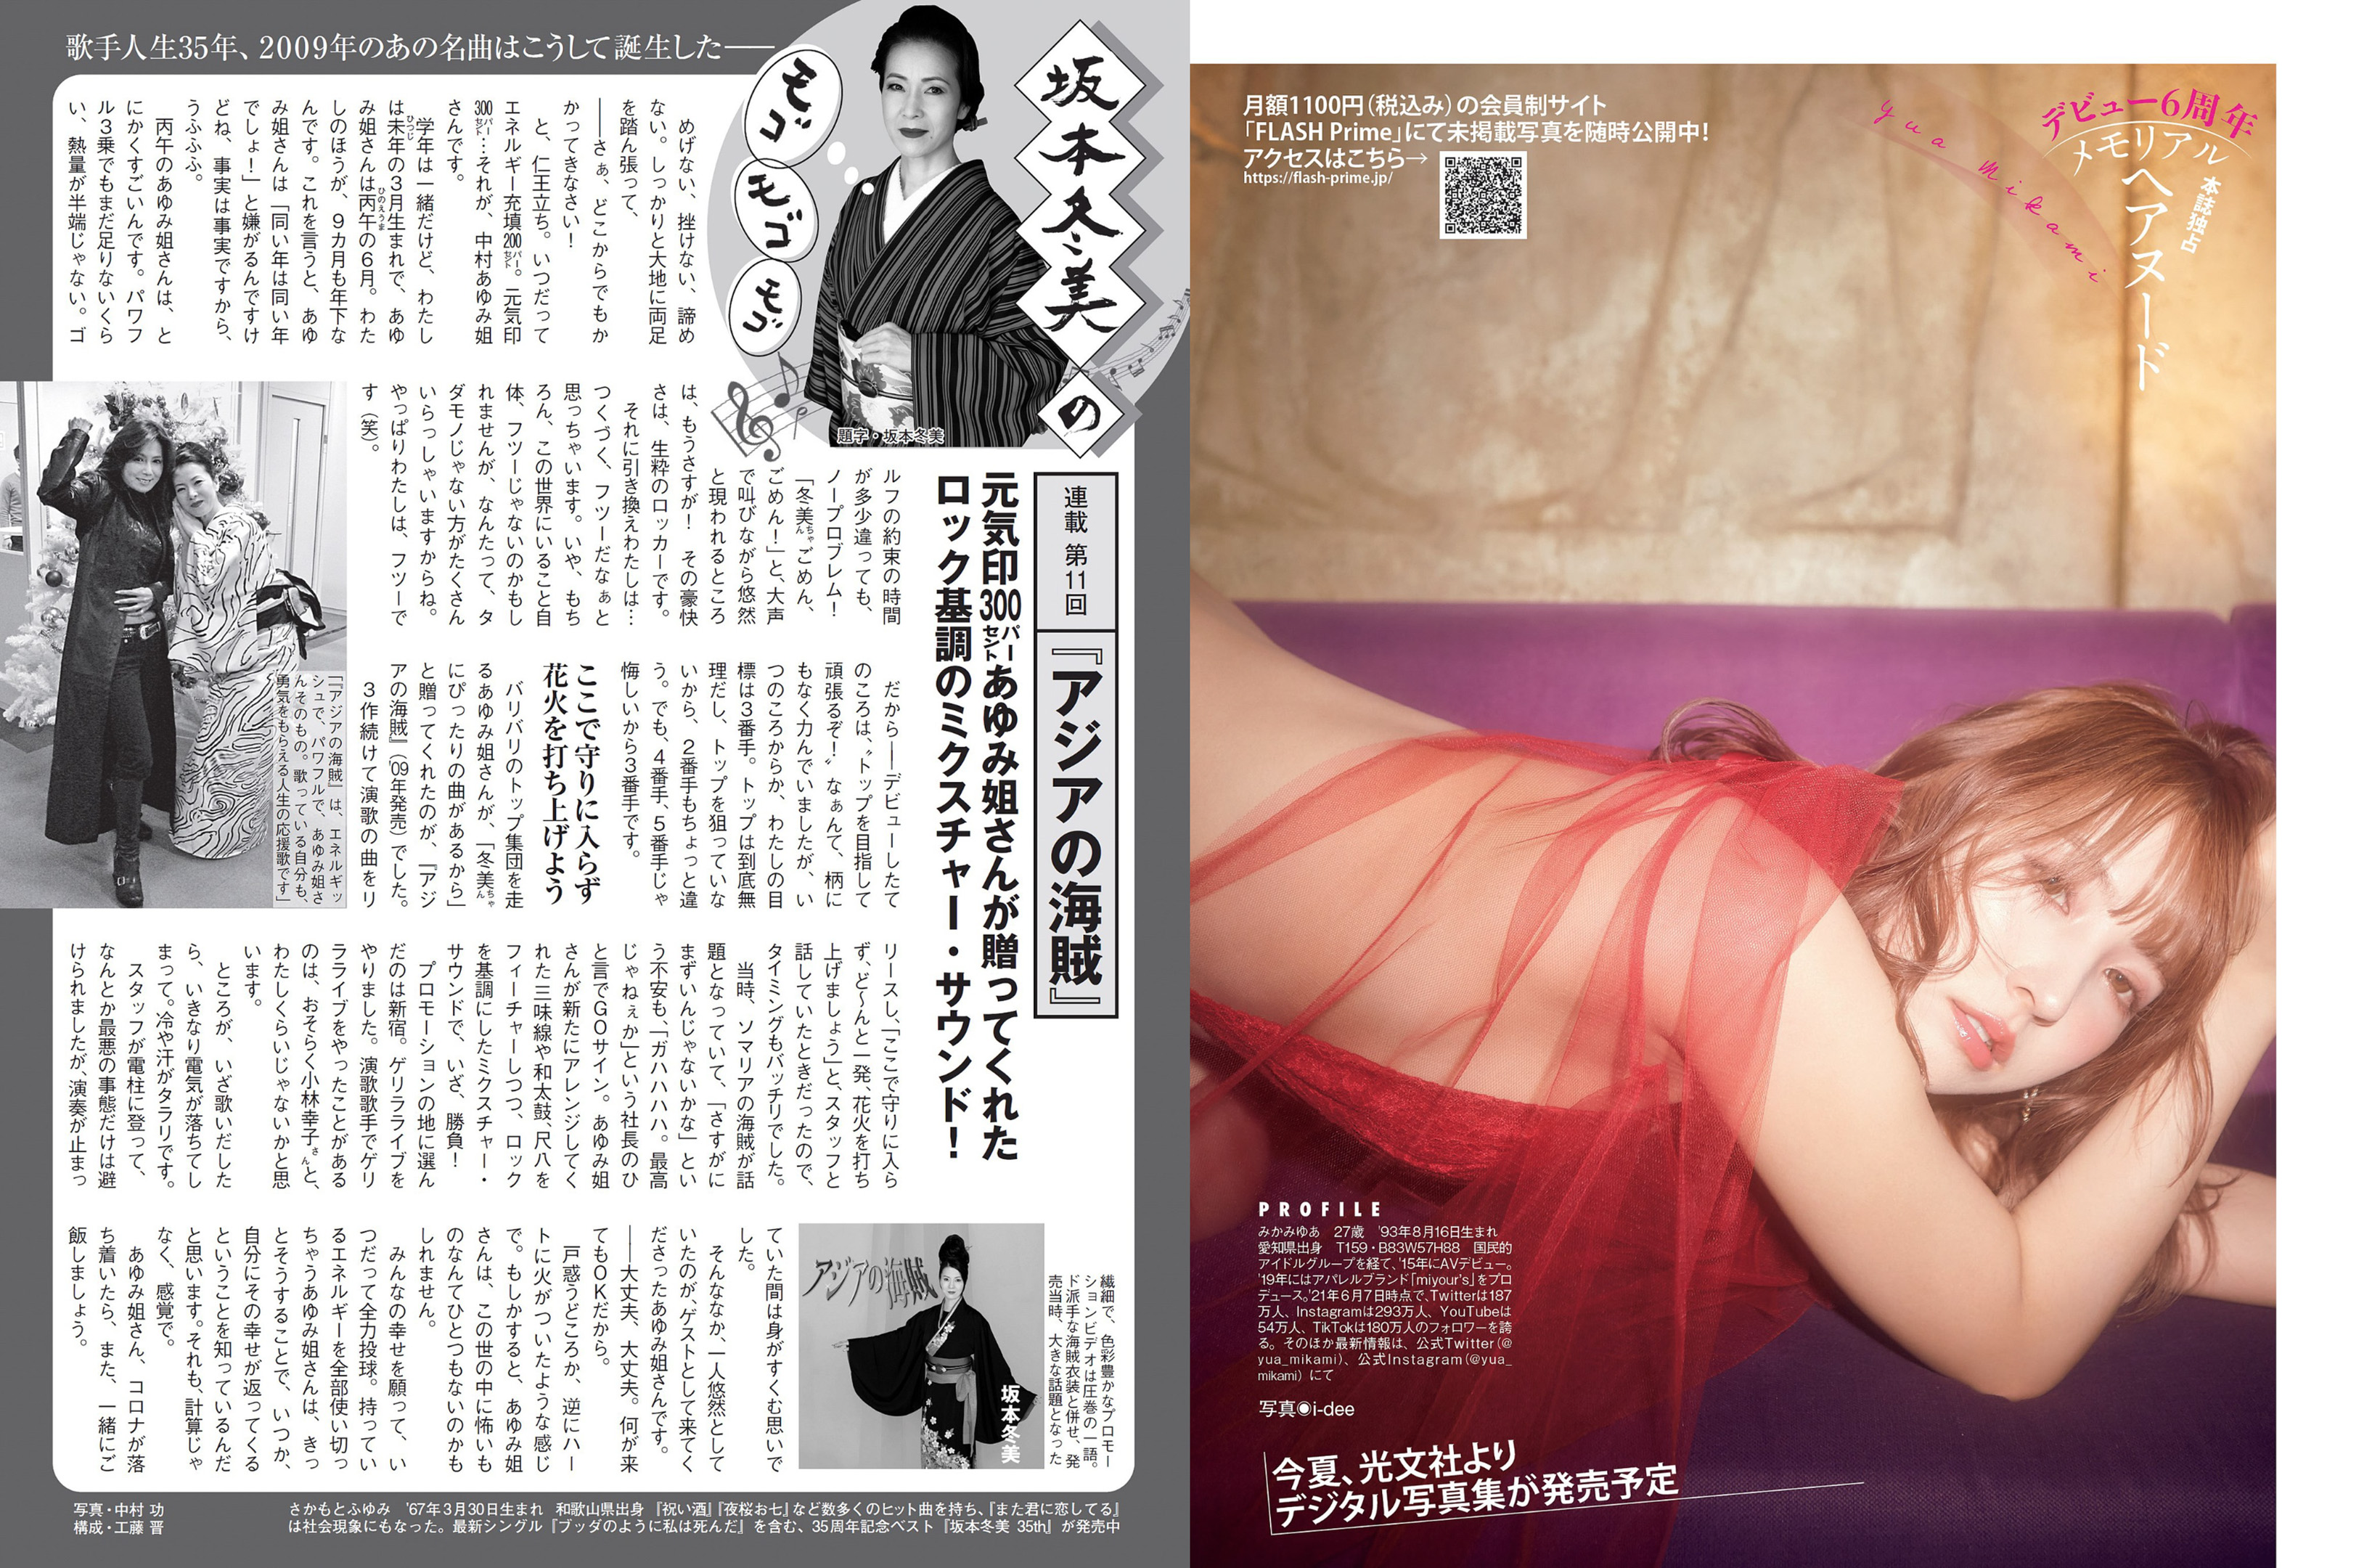 歌手人生35年、2009年のあの名曲はこうして誕生した――
坂本冬美の
モゴ
モゴ
モゴ
題字・坂本冬美
連載 第11回
『アジアの海賊』
元気印300パーセントあゆみ姐さんが贈ってくれた
ロック基調のミクスチャー・サウンド！
めげない、挫けない、諦め
ない。しっかりと大地に両足
を踏ん張って、
――さぁ、どこからでもか
かってきなさい！
と、仁王立ち。いつだって
エネルギー充填200パーセント。元気印
300パーセント…それが、中村あゆみ姐
さんです。
学年は一緒だけど、わたし
は未年の3月生まれで、あゆ
み姐さんは丙午の6月。わた
しのほうが、9カ月も年下な
んです。これを言うと、あゆ
み姐さんは「同い年は同い年
でしょ！」と嫌がるんですけ
どね、事実は事実ですから、
うふふふ。
丙午のあゆみ姐さんは、と
にかくすごいんです。パワフ
ル3乗でもまだ足りないくら
い、熱量が半端じゃない。ゴ
ルフの約束の時間
が多少違っても、
ノープロブレム！
「冬美ちゃんごめん、
ごめん！」と、大声
で叫びながら悠然
と現われるところ
は、もうさすが！　その豪快
さは、生粋のロッカーです。
それに引き換えわたしは…
つくづく、フツーだなぁと
思っちゃいます。いや、もち
ろん、この世界にいること自
体、フツーじゃないのかもし
れませんが、なんたって、タ
ダモノじゃない方がたくさん
いらっしゃいますからね。
やっぱりわたしは、フツーで
す（笑）。
だから――デビューしたて
のころは、〝トップを目指して
頑張るぞ！〟なぁんて、柄に
もなく力んでいましたが、い
つのころからか、わたしの目
標は3番手。トップは到底無
理だし、トップを狙っていな
いから、2番手もちょっと違
う。でも、4番手、5番手じゃ
悔しいから3番手です。
ここで守りに入らず
花火を打ち上げよう
バリバリのトップ集団を走
るあゆみ姐さんが、「冬美ちゃん
にぴったりの曲があるから」
と贈ってくれたのが、『アジ
アの海賊』（'09年発売）でした。
3作続けて演歌の曲をリ
リースし、「ここで守りに入ら
ず、ど〜んと一発、花火を打ち
上げましょう」と、スタッフと
話していたときだったので、
タイミングもバッチリでした。
当時、ソマリアの海賊が話
題となっていて、「さすがに
まずいんじゃないかな」とい
う不安も、「ガハハハハ。最高
じゃねぇか」という社長のひ
と言でGOサイン。あゆみ姐
さんが新たにアレンジしてく
れた三味線や和太鼓、尺八を
フィーチャーしつつ、ロック
を基調にしたミクスチャー・
サウンドで、いざ、勝負！
プロモーションの地に選ん
だのは新宿。ゲリラライブを
やりました。演歌歌手でゲリ
ラライブをやったことがある
のは、おそらく小林幸子さんと、
わたしくらいじゃないかと思
います。
ところが、いざ歌いだした
ら、いきなり電気が落ちてし
まって。冷や汗がタラリです。
スタッフが電柱に登って、
なんとか最悪の事態だけは避
けられましたが、演奏が止まっ
ていた間は身がすくむ思いで
した。
そんななか、一人悠然として
いたのが、ゲストとして来てく
ださったあゆみ姐さんです。
――大丈夫、大丈夫。何が来
てもOKだから。
戸惑うどころか、逆にハー
トに火がついたような感じ
で。もしかすると、あゆみ姐
さんは、この世の中に怖いも
のなんてひとつもないのかも
しれません。
みんなの幸せを願って、い
つだって全力投球。持ってい
るエネルギーを全部使い切っ
ちゃうあゆみ姐さんは、きっ
とそうすることで、いつか、
自分にその幸せが返ってくる
ということを知っているんだ
と思います。それも、計算じゃ
なく、感覚で。
あゆみ姐さん、コロナが落
ち着いたら、また、一緒にご
飯しましょう。
「『アジアの海賊』は、エネルギッ
シュで、パワフルで、あゆみ姐さ
んそのもの。歌っている自分も、
勇気をもらえる人生の応援歌です」
アジアの海賊
坂本冬美
繊細で、色彩豊かなプロモー
ションビデオは圧巻の一語。
ド派手な海賊衣装と併せ、発
売当時、大きな話題となった
写真・中村 功
構成・工藤 晋
さかもとふゆみ　'67年3月30日生まれ　和歌山県出身　『祝い酒』『夜桜お七』など数多くのヒット曲を持ち、『また君に恋してる』
は社会現象にもなった。最新シングル『ブッダのように私は死んだ』を含む、35周年記念ベスト『坂本冬美 35th』が発売中
月額1100円（税込み）の会員制サイト
「FLASH Prime」にて未掲載写真を随時公開中！
アクセスはこちら→
https://flash-prime.jp/
デビュー6周年
メモリアル
ヘアヌード
本誌独占
yua mikami
PROFILE
みかみゆあ　27歳　'93年8月16日生まれ
愛知県出身　T159・B83W57H88　国民的
アイドルグループを経て、'15年にAVデビュー。
'19年にはアパレルブランド「miyour's」をプロ
デュース。'21年6月7日時点で、Twitterは187
万人、Instagramは293万人、YouTubeは
54万人、TikTokは180万人のフォロワーを誇
る。そのほか最新情報は、公式Twitter（@
yua_mikami）、公式Instagram（@yua_
mikami）にて
写真◉i-dee
今夏、光文社より
デジタル写真集が発売予定